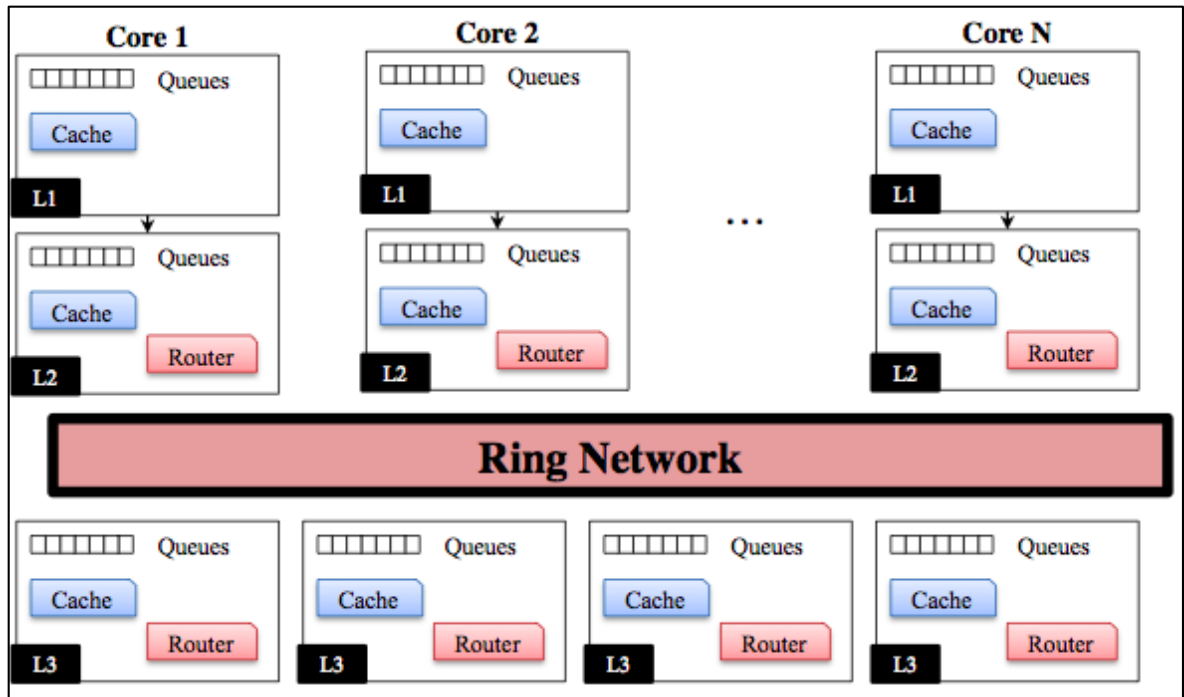 Core 1
Core 2
Core N
Queues
Queues
Queues
Cache
Cache
Cache
L1
L1
L1
...
Queues
Queues
Queues
Cache
Cache
Cache
Router
Router
Router
L2
L2
L2
Ring Network
Queues
Queues
Queues
Queues
Cache
Cache
Cache
Cache
Router
Router
Router
Router
L3
L3
L3
L3